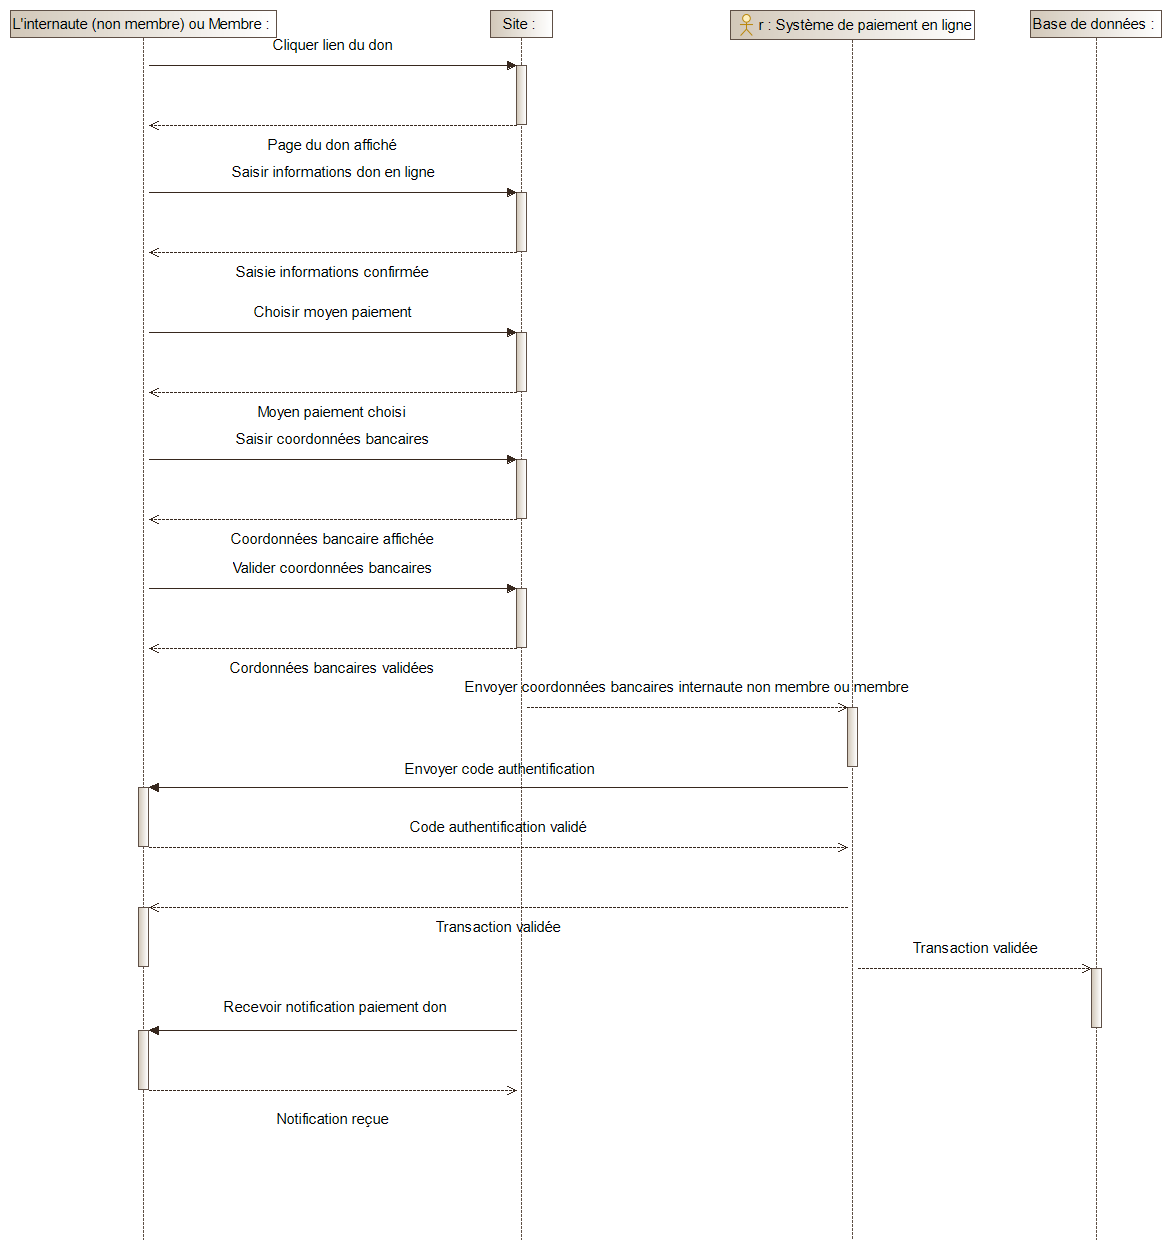 L'internaute (non membre) ou Membre :
Site :
r : Système de paiement en ligne
Base de données :
Cliquer lien du don
Page du don affiché
Saisir informations don en ligne
Saisie informations confirmée
Choisir moyen paiement
Moyen paiement choisi
Saisir coordonnées bancaires
Coordonnées bancaire affichée
Valider coordonnées bancaires
Cordonnées bancaires validées
Envoyer coordonnées bancaires internaute non membre ou membre
Envoyer code authentification
Code authentification validé
Transaction validée
Transaction validée
Recevoir notification paiement don
Notification reçue